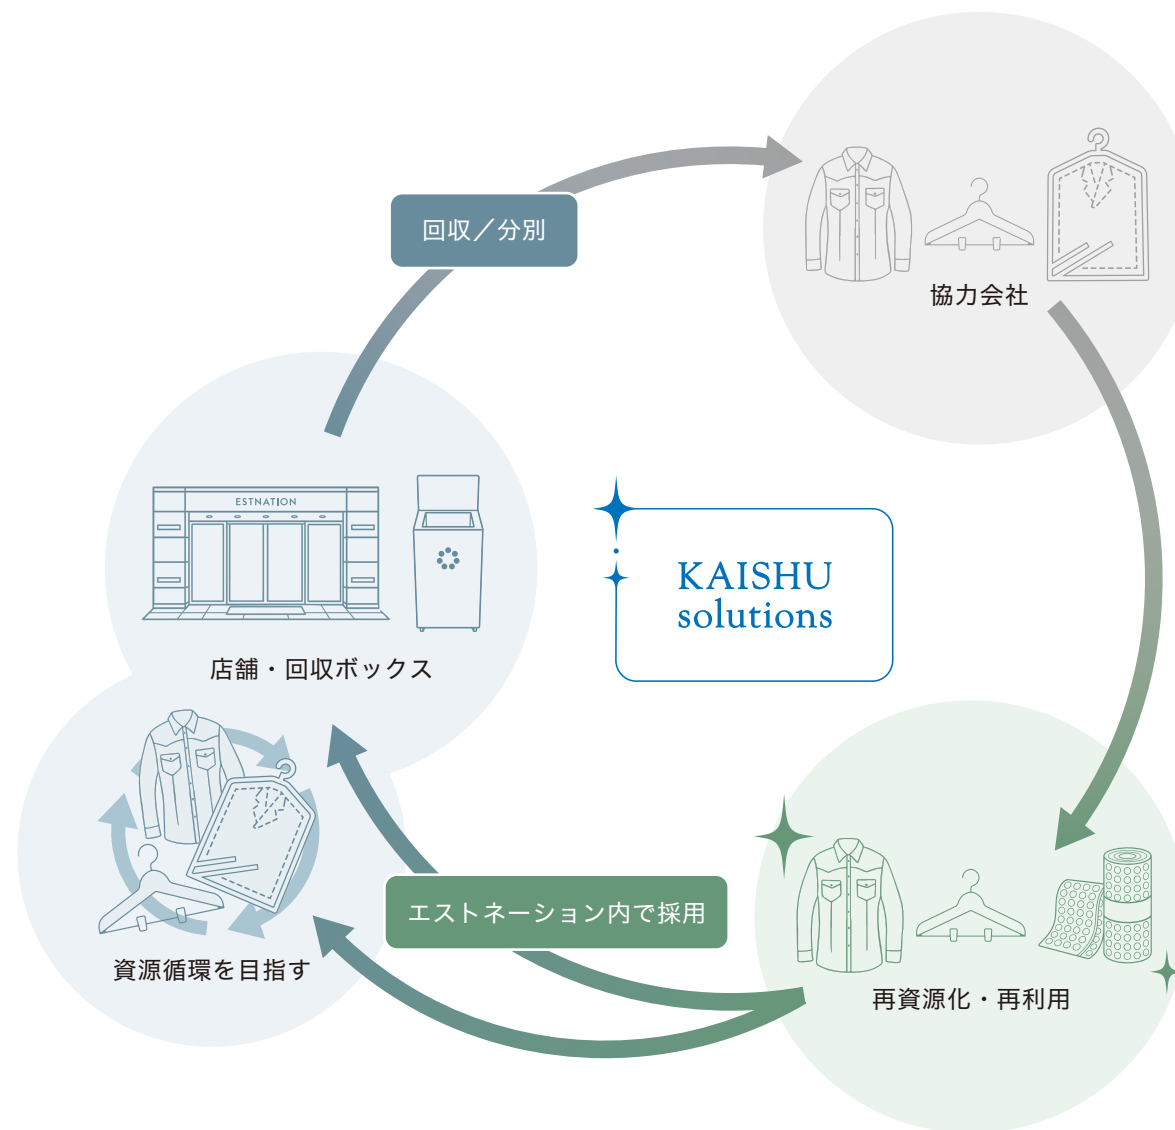 回収／分別
協力会社
ESTNATION
店舗・回収ボックス
KAISHU
solutions
エストネーション内で採用
資源循環を目指す
再資源化・再利用